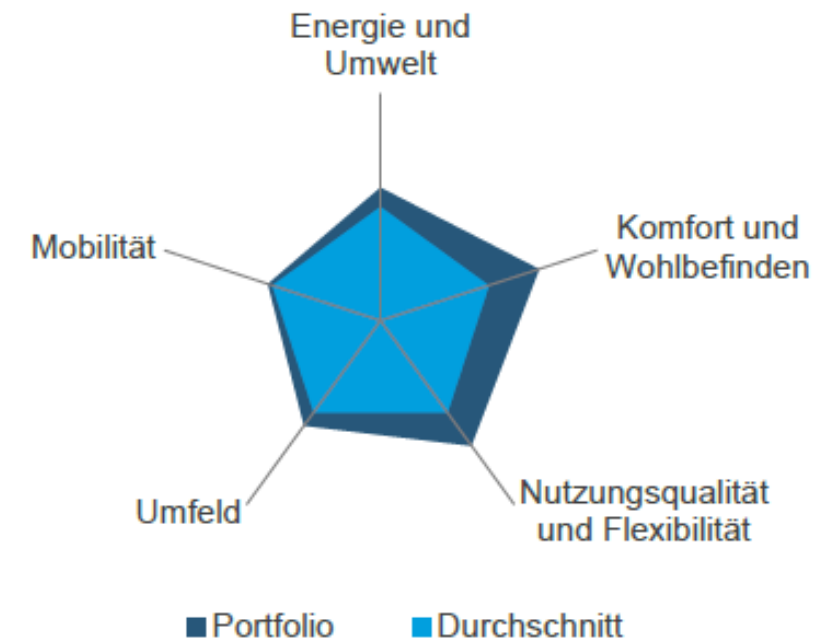 Energie und
Umwelt
Komfort und
Wohlbefinden
Mobilität
Nutzungsqualität
und Flexibilität
Umfeld
Portfolio
Durchschnitt